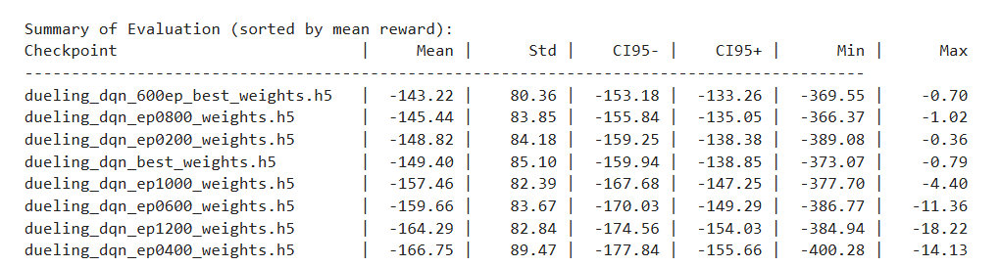 Summary of Evaluation (sorted by mean reward):
Checkpoint | Mean | Std | CI95- | CI95+ | Min | Max
------------------------------------------------------------------------------------------
dueling_dqn_600ep_best_weights.h5 | -143.22 | 80.36 | -153.18 | -133.26 | -369.55 | -0.70
dueling_dqn_ep0800_weights.h5 | -145.44 | 83.85 | -155.84 | -135.05 | -366.37 | -1.02
dueling_dqn_ep0200_weights.h5 | -148.82 | 84.18 | -159.25 | -138.38 | -389.08 | -0.36
dueling_dqn_best_weights.h5 | -149.40 | 85.10 | -159.94 | -138.85 | -373.07 | -0.79
dueling_dqn_ep1000_weights.h5 | -157.46 | 82.39 | -167.68 | -147.25 | -377.70 | -4.40
dueling_dqn_ep0600_weights.h5 | -159.66 | 83.67 | -170.03 | -149.29 | -386.77 | -11.36
dueling_dqn_ep1200_weights.h5 | -164.29 | 82.84 | -174.56 | -154.03 | -384.94 | -18.22
dueling_dqn_ep0400_weights.h5 | -166.75 | 89.47 | -177.84 | -155.66 | -400.28 | -14.13